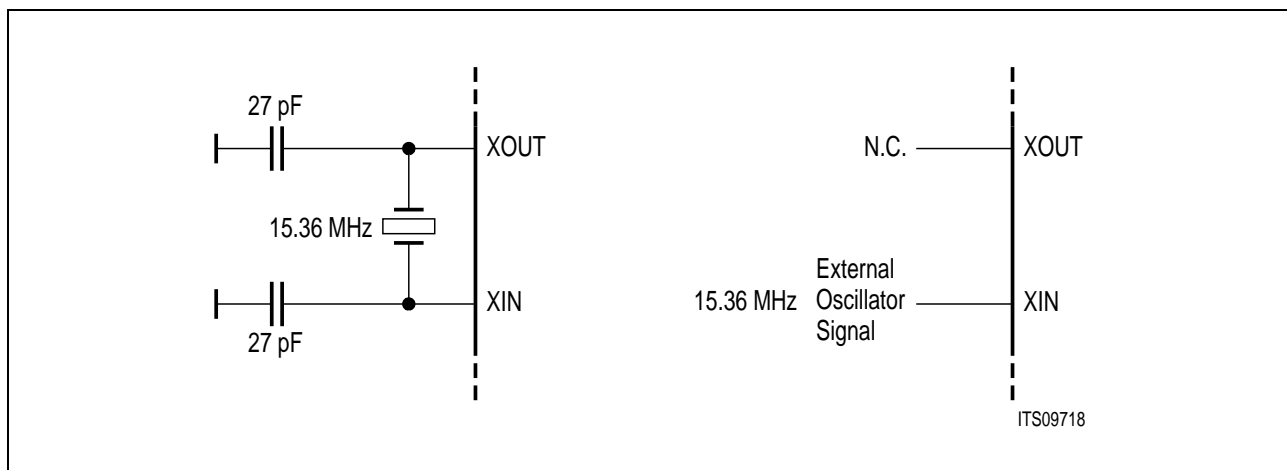 27 pF
XOUT
15.36 MHz
XIN
27 pF
N.C.
XOUT
External
15.36 MHz Oscillator
Signal
XIN
ITS09718